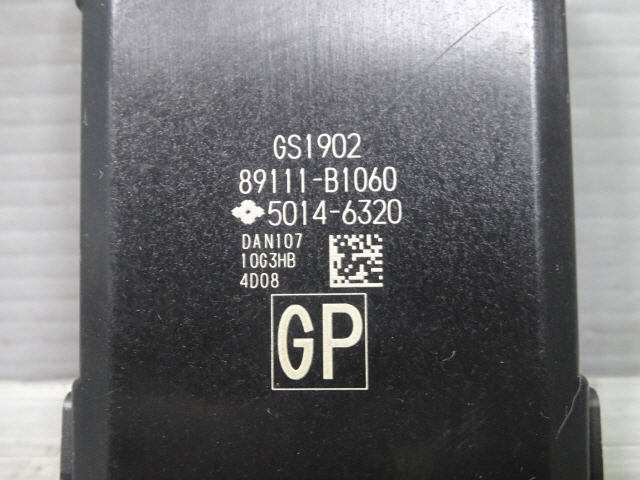 GS1902
89111-B1060
5014-6320
DAN107
10G3HB
4D08
GP